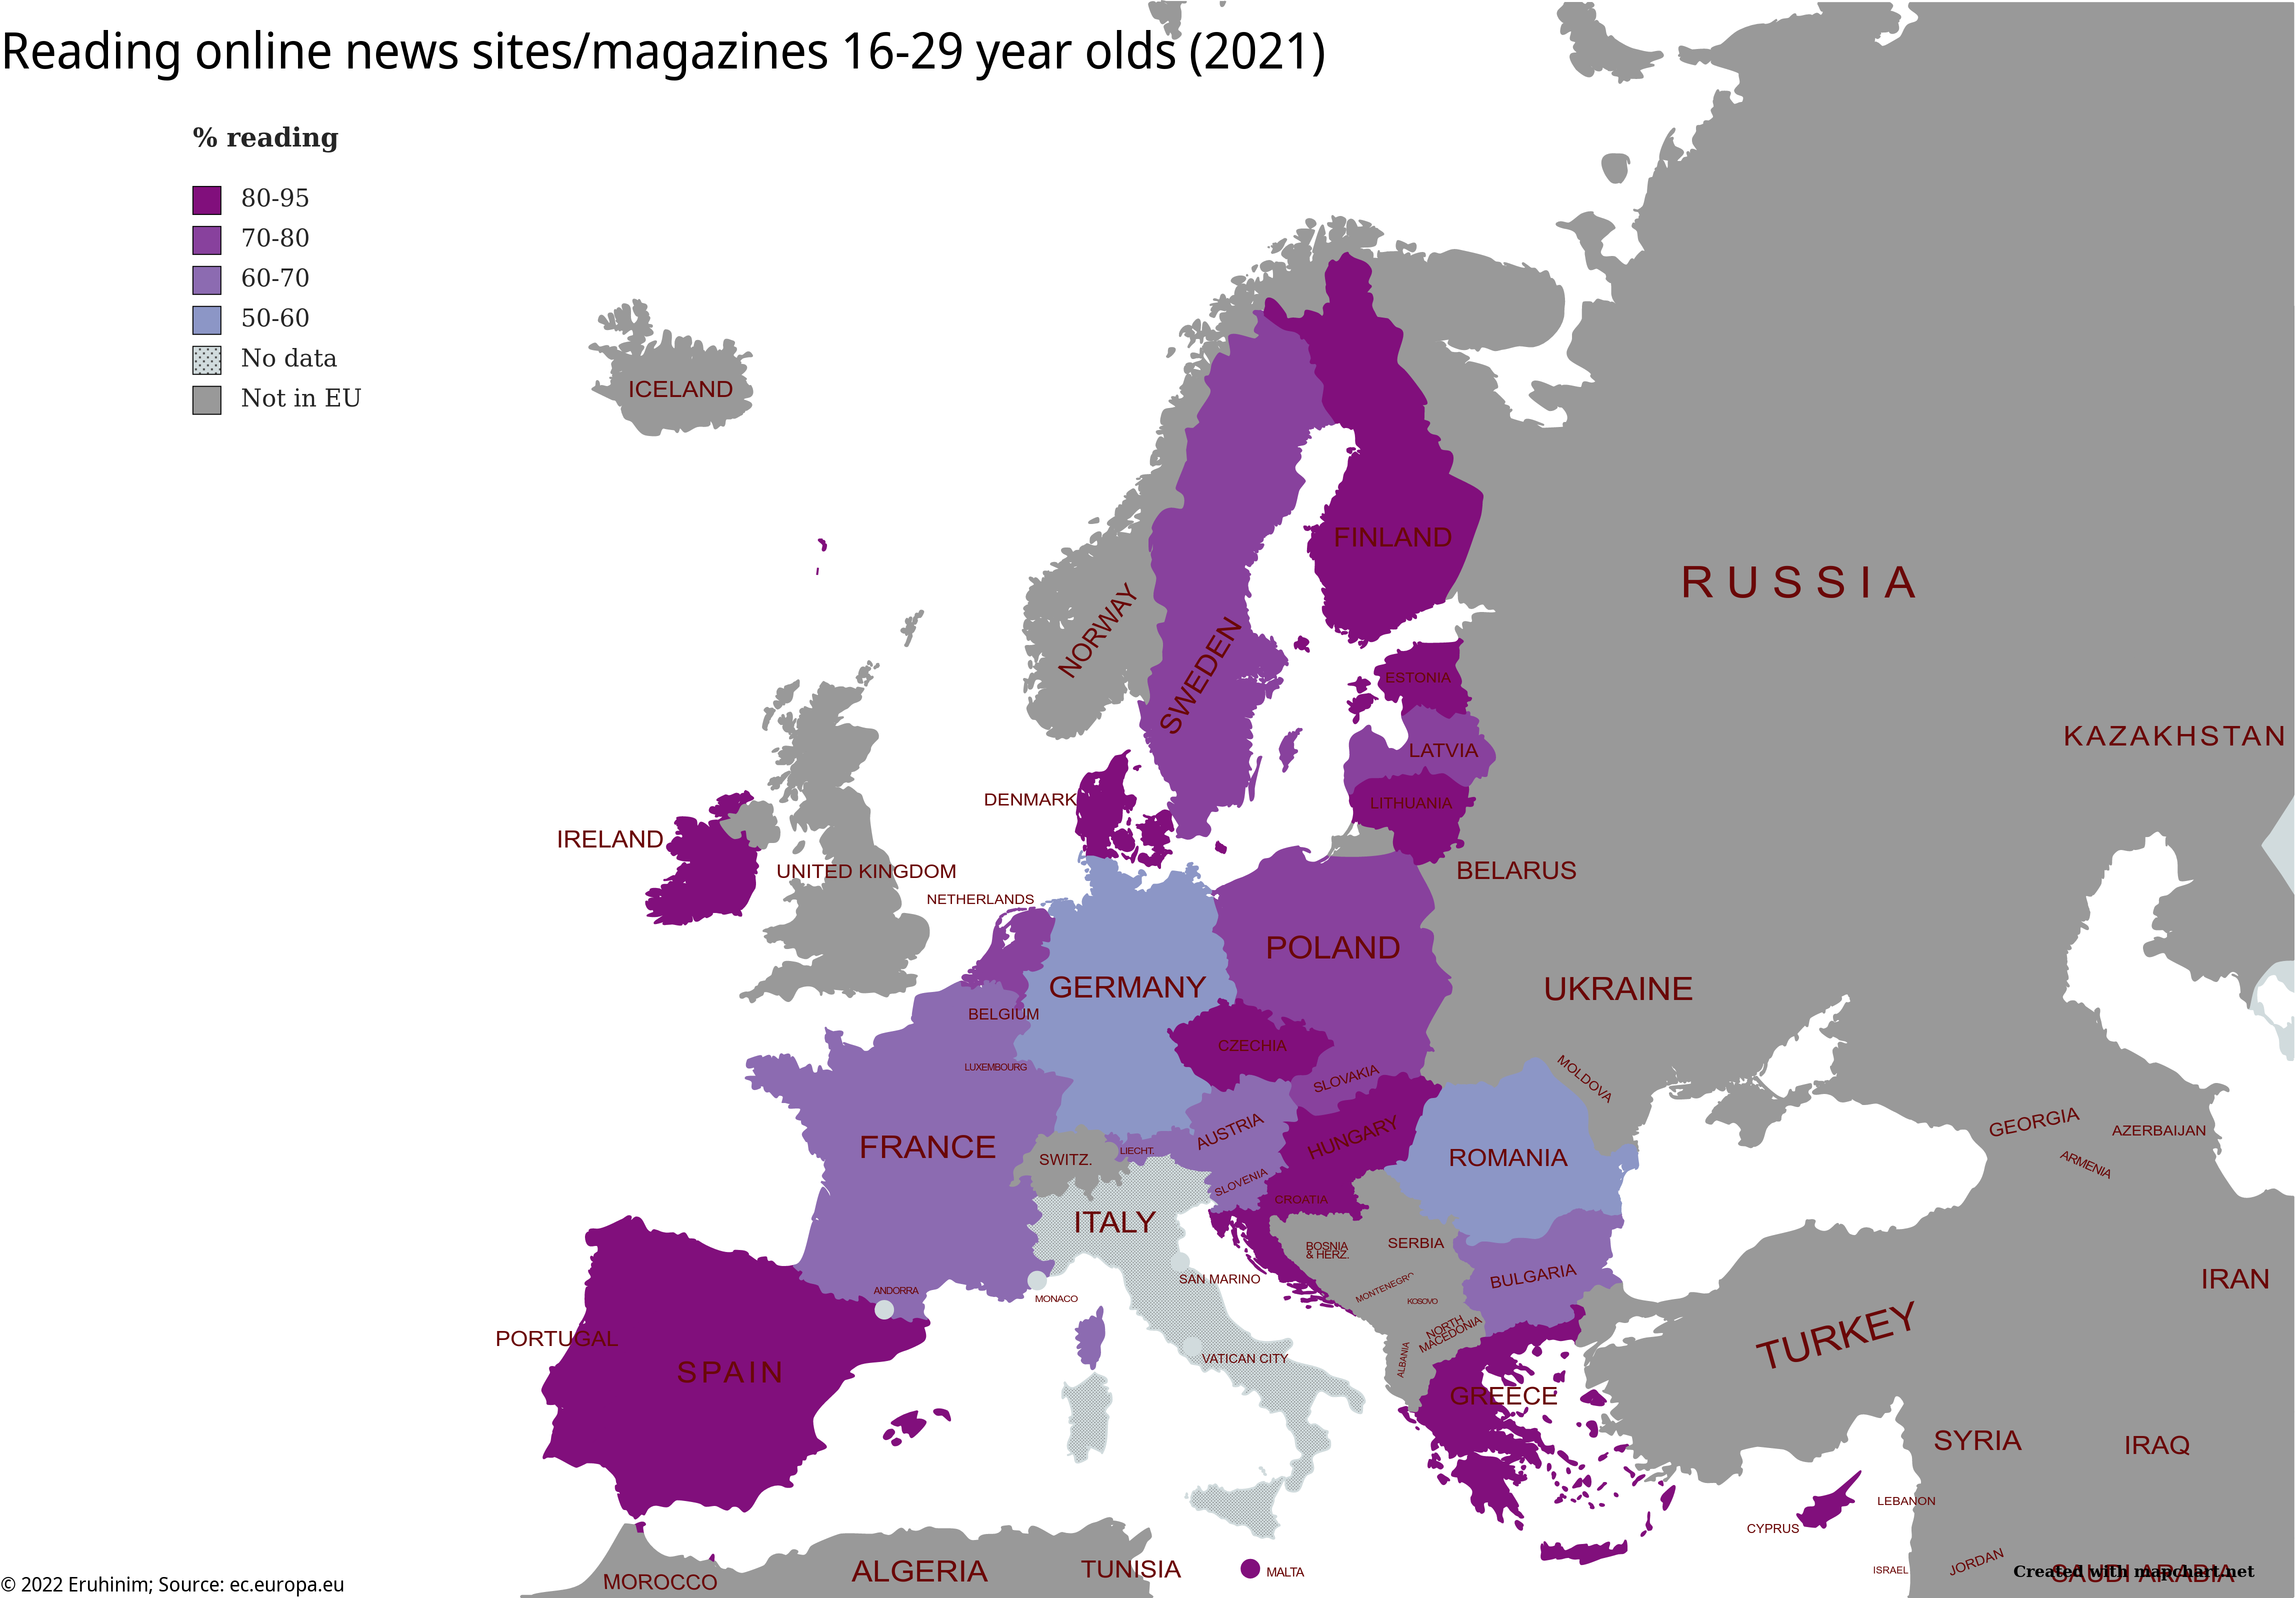 Reading online news sites/magazines 16-29 year olds (2021)
% reading
80-95
70-80
60-70
50-60
No data
Not in EU
ICELAND
FINLAND
RUSSIA
NORWAY
SWEDEN
ESTONIA
KAZAKHSTAN
LATVIA
DENMARK
LITHUANIA
IRELAND
UNITED KINGDOM
BELARUS
NETHERLANDS
POLAND
GERMANY
UKRAINE
BELGIUM
CZECHIA
LUXEMBOURG
SLOVAKIA
MOLDOVA
FRANCE
AUSTRIA
HUNGARY
GEORGIA
AZERBAIJAN
LIECHT.
SWITZ.
ROMANIA
ARMENIA
SLOVENIA
CROATIA
ITALY
BOSNIA
& HERZ.
SERBIA
SAN MARINO
BULGARIA
IRAN
ANDORRA
MONACO
MONTENEGRO
KOSOVO
PORTUGAL
NORTH
MACEDONIA
TURKEY
SPAIN
VATICAN CITY
ALBANIA
GREECE
SYRIA
IRAQ
LEBANON
CYPRUS
MOROCCO
ALGERIA
TUNISIA
MALTA
ISRAEL
JORDAN
SAUDI ARABIA
Created with mapchart.net
© 2022 Eruhinim; Source: ec.europa.eu